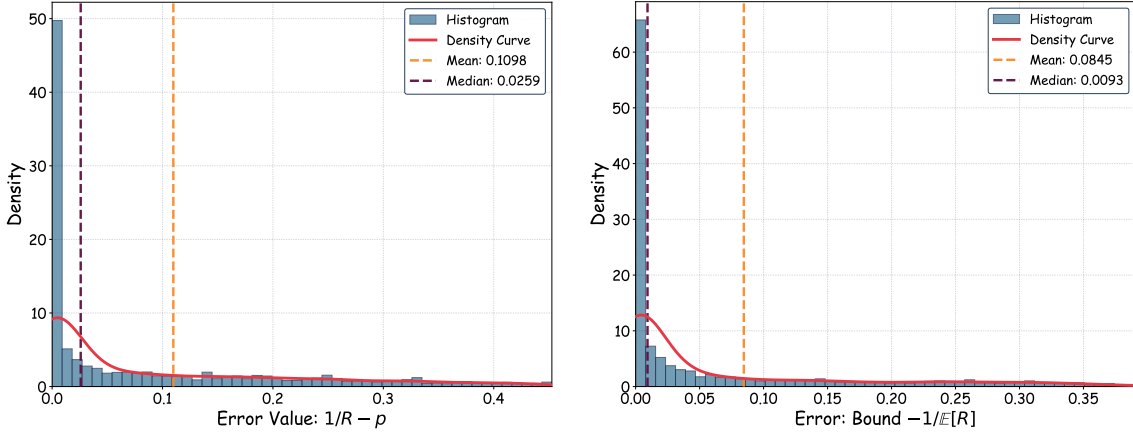 Histogram
Density Curve
Mean: 0.1098
Median: 0.0259
50
40
30
20
10
0
Density
0.0 0.1 0.2 0.3 0.4
Error Value: 1/R − p
Histogram
Density Curve
Mean: 0.0845
Median: 0.0093
60
50
40
30
20
10
0
Density
0.00 0.05 0.10 0.15 0.20 0.25 0.30 0.35
Error: Bound −1/𝔼[R]